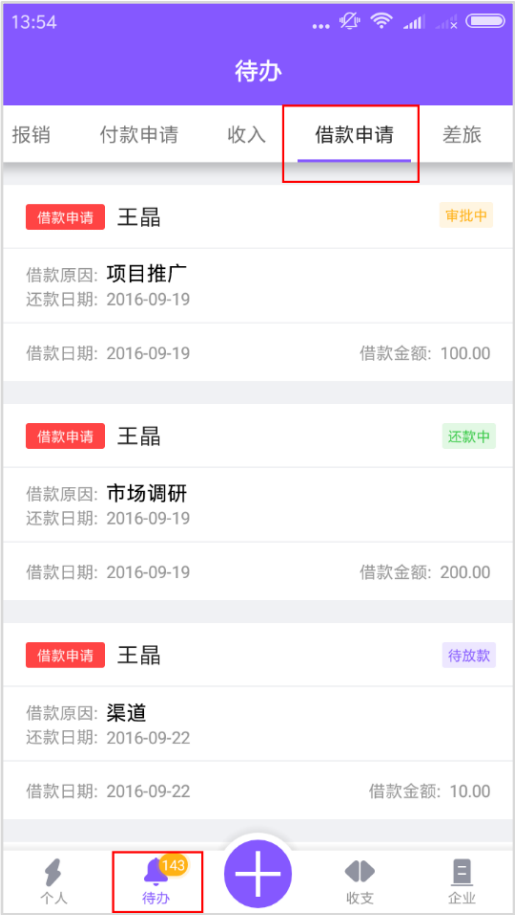 13:54
待办
报销 付款申请 收入 借款申请 差旅
借款申请 王晶 审批中
借款原因: 项目推广
还款日期: 2016-09-19
借款日期: 2016-09-19 借款金额: 100.00
借款申请 王晶 还款中
借款原因: 市场调研
还款日期: 2016-09-19
借款日期: 2016-09-19 借款金额: 200.00
借款申请 王晶 待放款
借款原因: 渠道
还款日期: 2016-09-22
借款日期: 2016-09-22 借款金额: 10.00
143
个人 待办 收支 企业